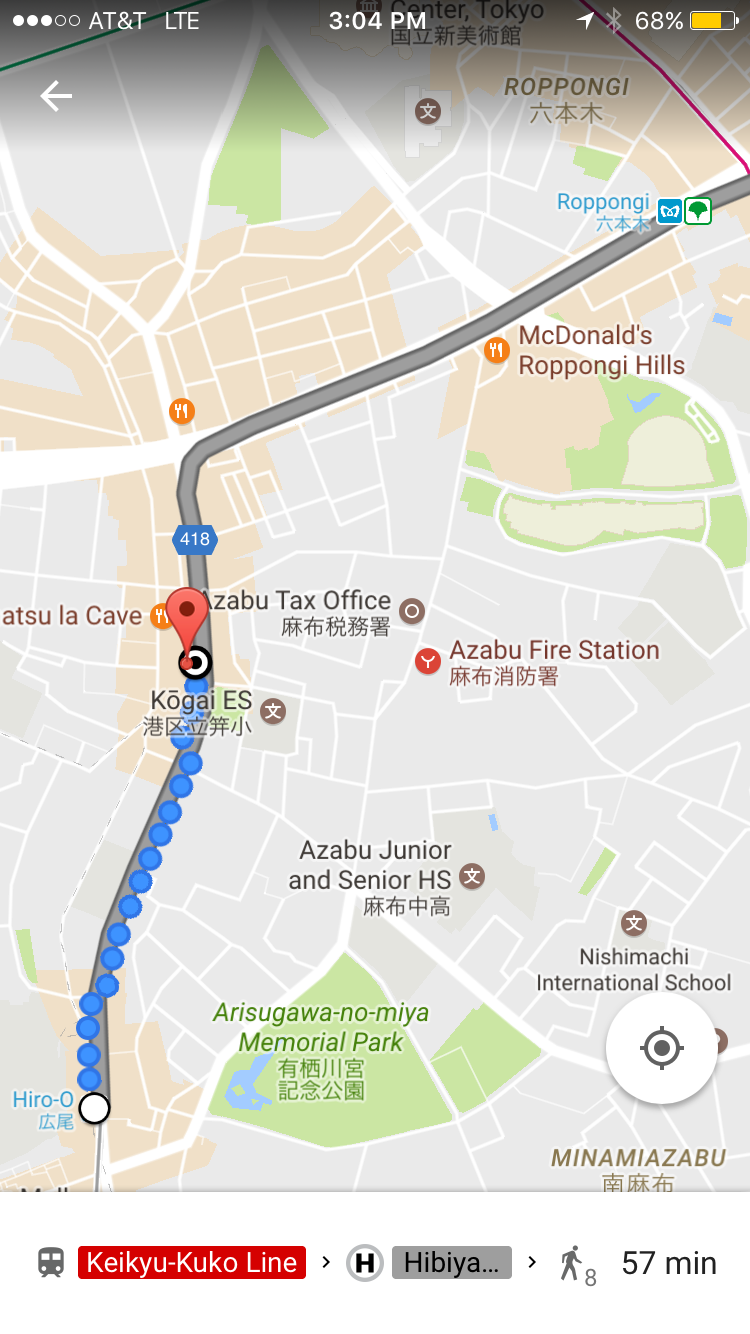 AT&T LTE 3:04 PM 68%
Center, Tokyo
国立新美術館
ROPPONGI
六本木
文
Roppongi
六本木
McDonald's
Roppongi Hills
418
atsu la Cave
Azabu Tax Office
麻布税務署
Azabu Fire Station
麻布消防署
Kōgai ES
港区立笄小
文
Azabu Junior
and Senior HS
麻布中高
文
文
Nishimachi
International School
Arisugawa-no-miya
Memorial Park
有栖川宮
記念公園
Hiro-O
広尾
MINAMIAZABU
南麻布
Keikyu-Kuko Line > H Hibiya... > 8 57 min